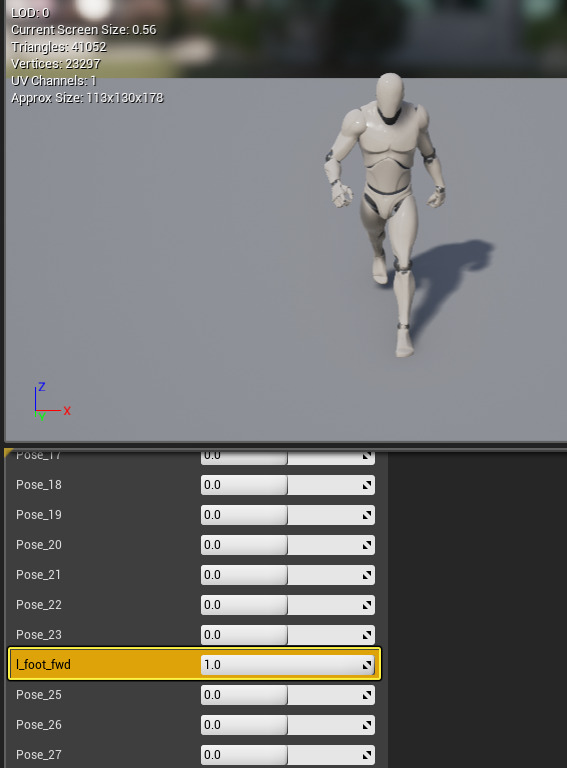 LOD: 0
Current Screen Size: 0.56
Triangles: 41052
Vertices: 23297
UV Channels: 1
Approx Size: 113x130x178
Z
X
Pose_17 0.0
Pose_18 0.0
Pose_19 0.0
Pose_20 0.0
Pose_21 0.0
Pose_22 0.0
Pose_23 0.0
l_foot_fwd 1.0
Pose_25 0.0
Pose_26 0.0
Pose_27 0.0